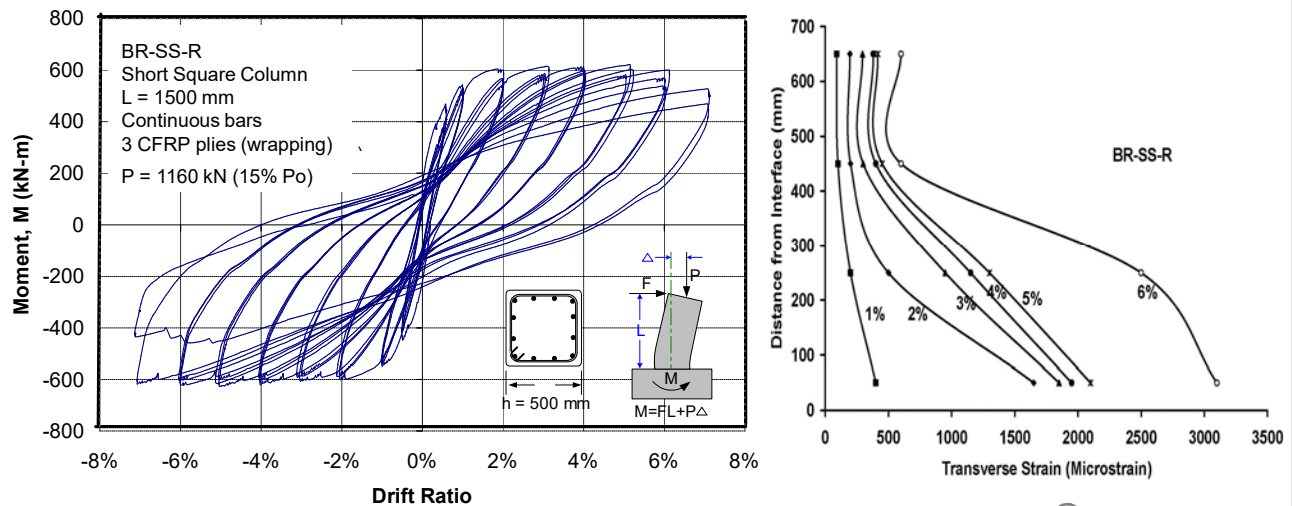 800
600
400
200
0
-200
-400
-600
-800
Moment, M (kN-m)
BR-SS-R
Short Square Column
L = 1500 mm
Continuous bars
3 CFRP plies (wrapping)
P = 1160 kN (15% Po)
△
F
P
L
M
h = 500 mm
M=FL+P△
-8% -6% -4% -2% 0% 2% 4% 6% 8%
Drift Ratio
700
600
500
400
300
200
100
0
Distance from Interface (mm)
BR-SS-R
1%
2%
3%
4%
5%
6%
0 500 1000 1500 2000 2500 3000 3500
Transverse Strain (Microstrain)